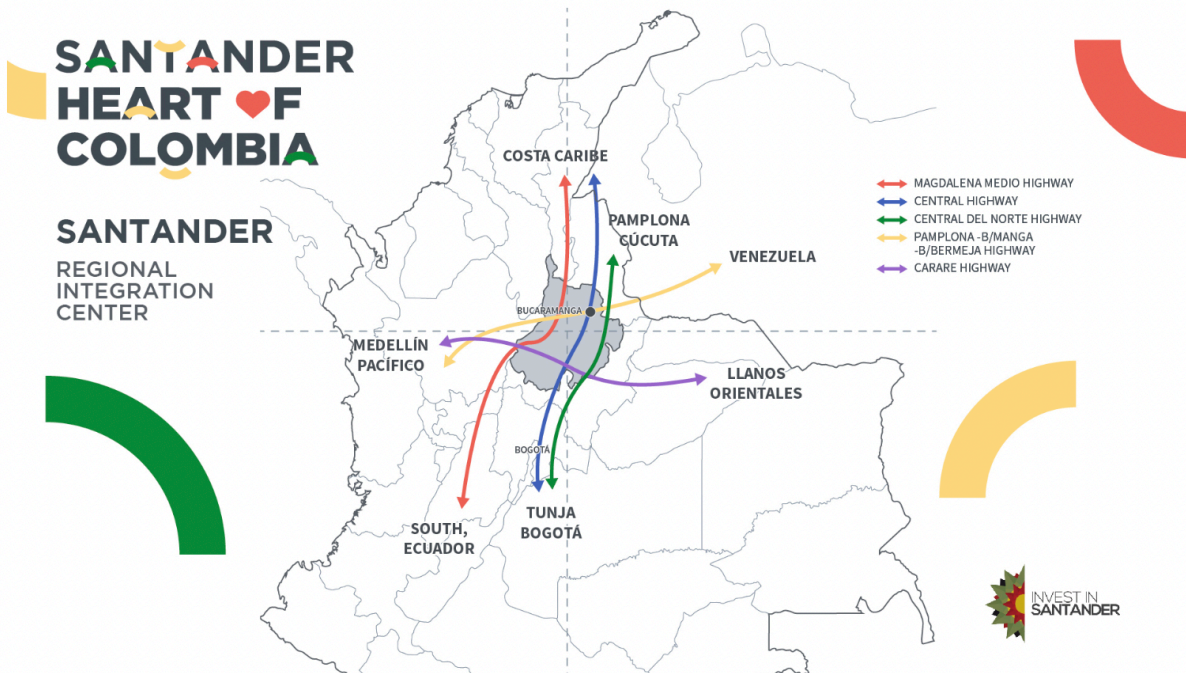 SANTANDER
HEART OF
COLOMBIA
SANTANDER
REGIONAL
INTEGRATION
CENTER
COSTA CARIBE
PAMPLONA
CÚCUTA
VENEZUELA
BUCARAMANGA
MEDELLÍN
PACÍFICO
LLANOS
ORIENTALES
BOGOTÁ
TUNJA
BOGOTÁ
SOUTH,
ECUADOR
MAGDALENA MEDIO HIGHWAY
CENTRAL HIGHWAY
CENTRAL DEL NORTE HIGHWAY
PAMPLONA -B/MANGA
-B/BERMEJA HIGHWAY
CARARE HIGHWAY
INVEST IN
SANTANDER